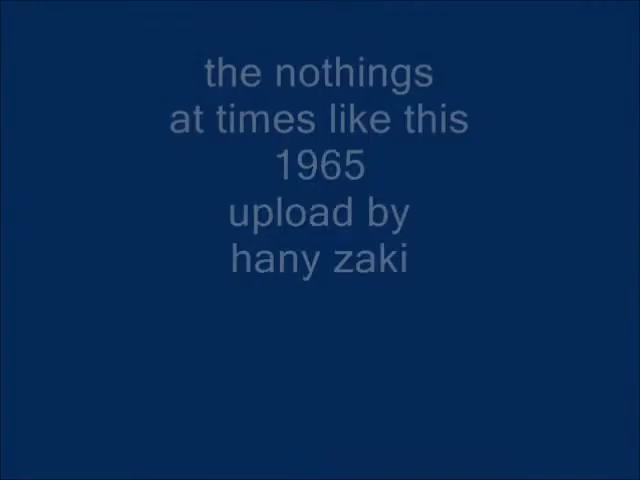 the nothings
at times like this
1965
upload by
hany zaki